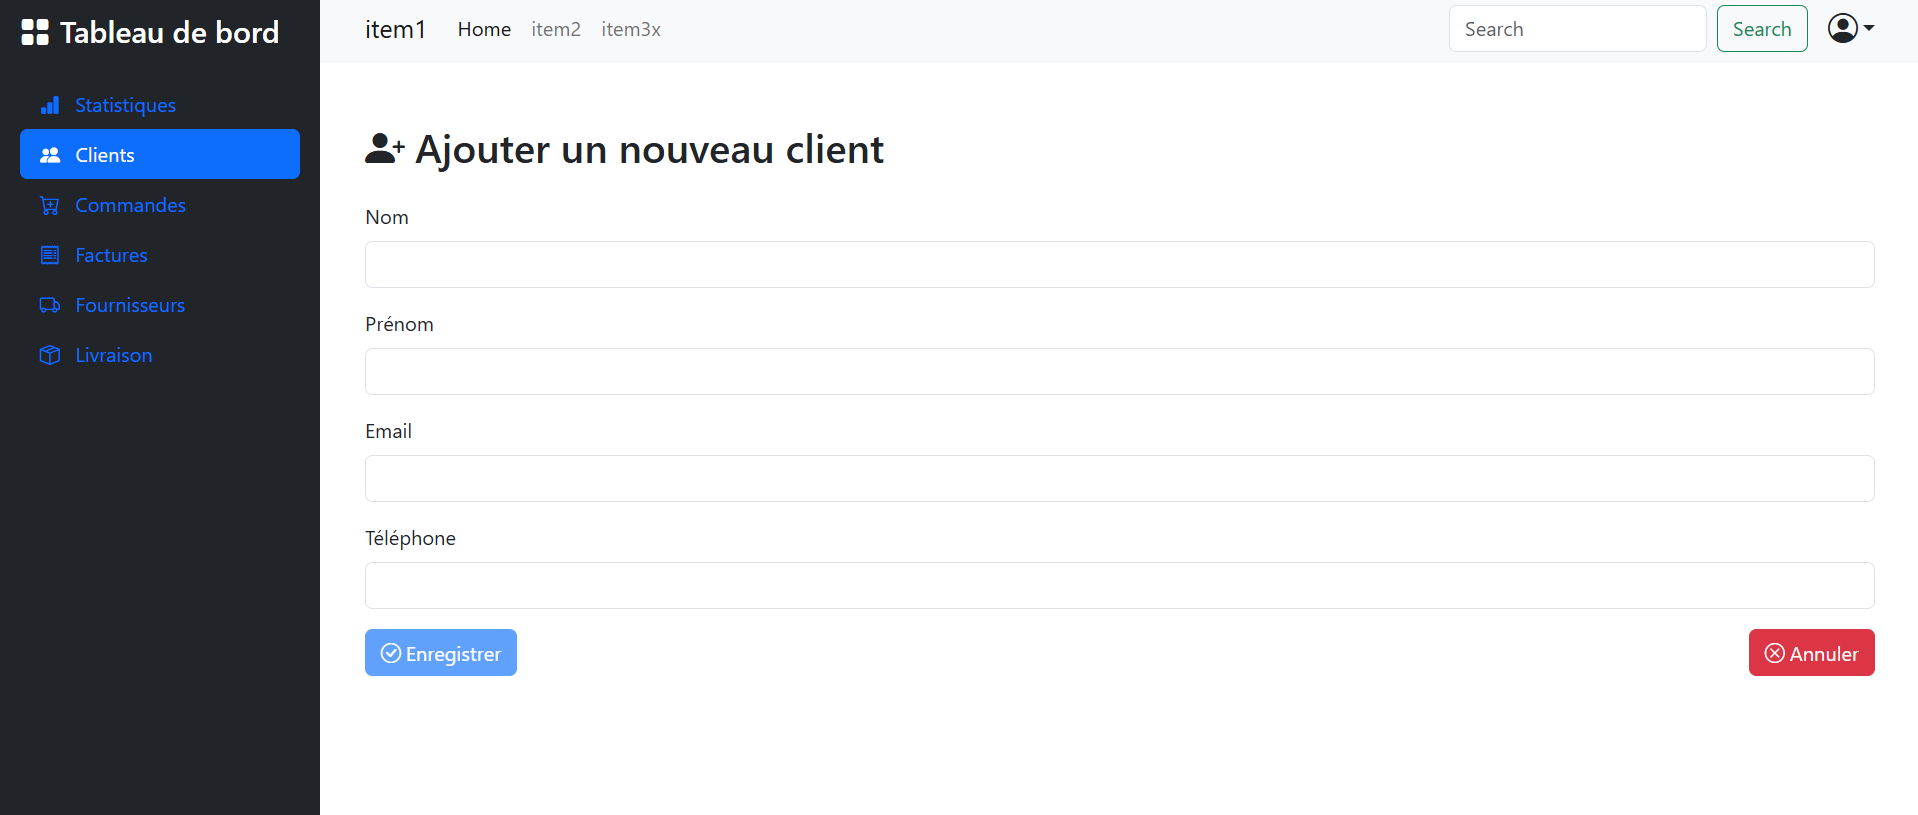 Tableau de bord
Statistiques
Clients
Commandes
Factures
Fournisseurs
Livraison
item1 Home item2 item3x Search Search
Ajouter un nouveau client
Nom
Prénom
Email
Téléphone
Enregistrer Annuler